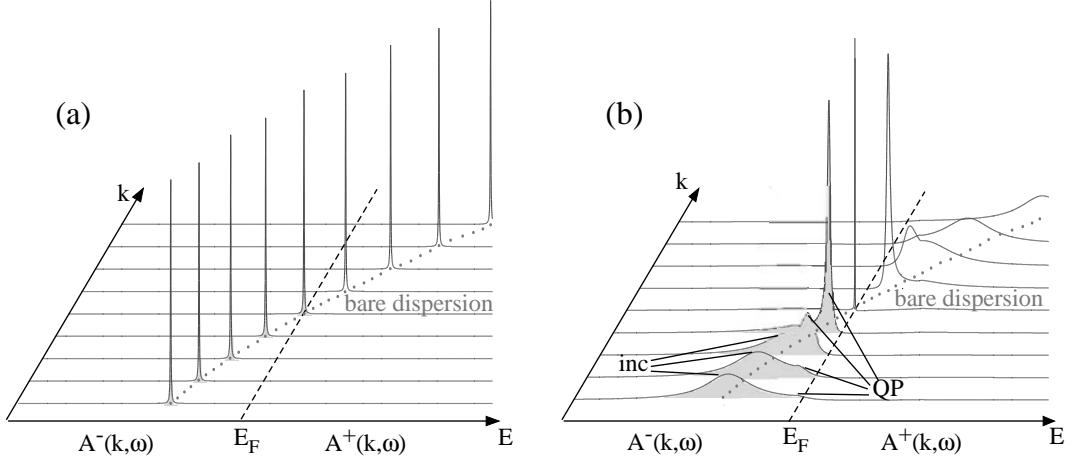 (a)
k
bare dispersion
A⁻(k,ω)
E_F
A⁺(k,ω)
E
(b)
k
bare dispersion
inc
QP
A⁻(k,ω)
E_F
A⁺(k,ω)
E